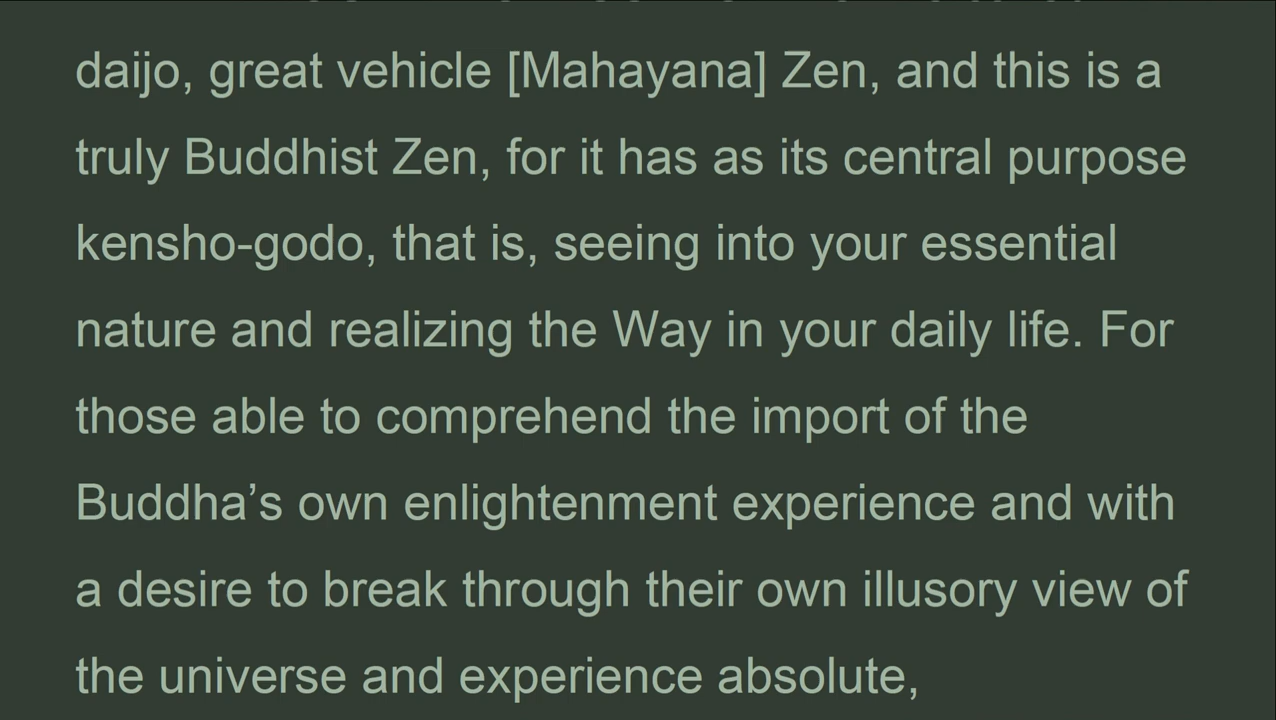 daijo, great vehicle [Mahayana] Zen, and this is a
truly Buddhist Zen, for it has as its central purpose
kensho-godo, that is, seeing into your essential
nature and realizing the Way in your daily life. For
those able to comprehend the import of the
Buddha’s own enlightenment experience and with
a desire to break through their own illusory view of
the universe and experience absolute,